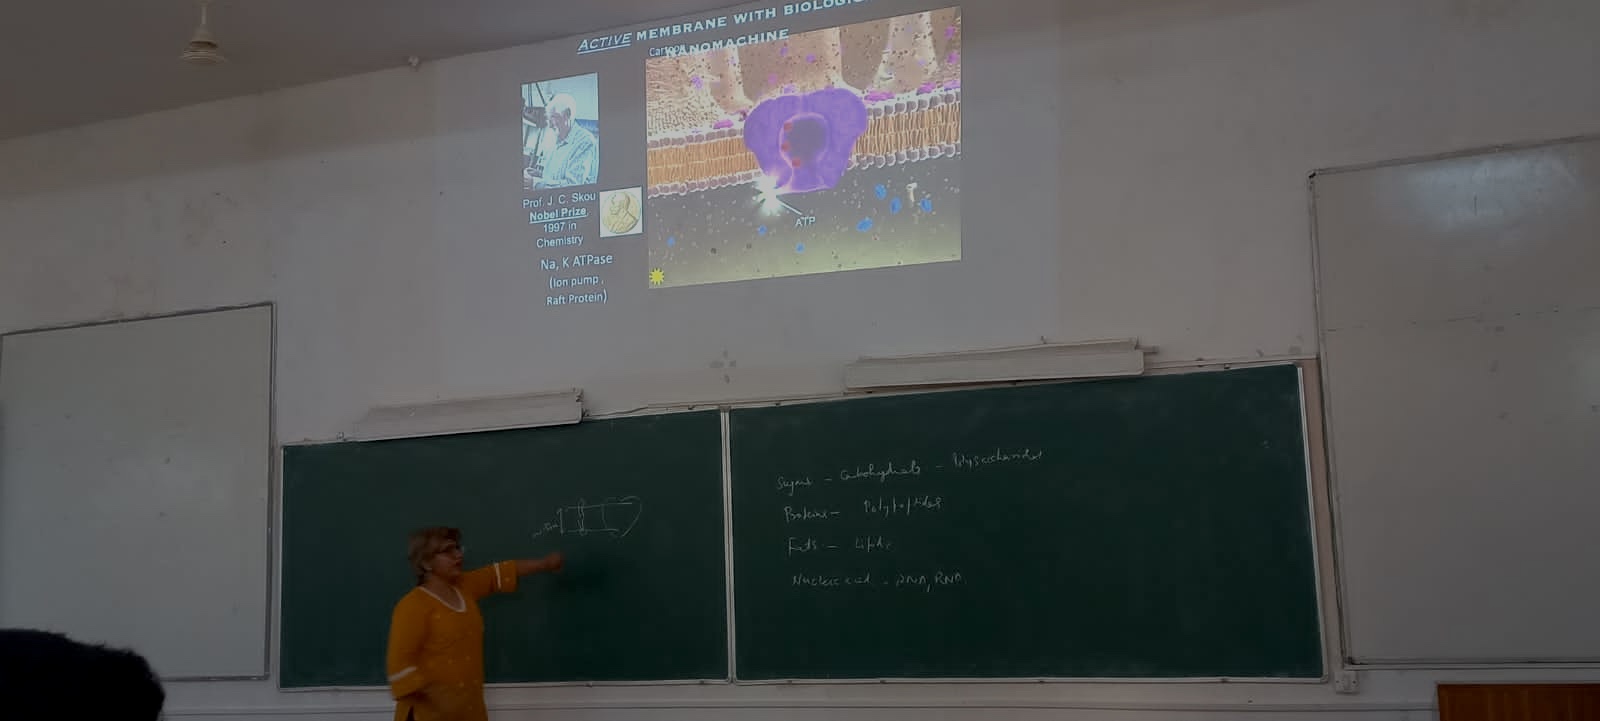 ACTIVE MEMBRANE WITH BIOLOGIC
NANOMACHINE
Cartoon
Prof. J. C. Skou
Nobel Prize,
1997 in
Chemistry
Na, K ATPase
(Ion pump,
Raft Protein)
ATP
Sugars - Carbohydrates - Polysaccharides
Proteins - Polypeptides
Fats - Lipids
Nucleic acid - DNA, RNA